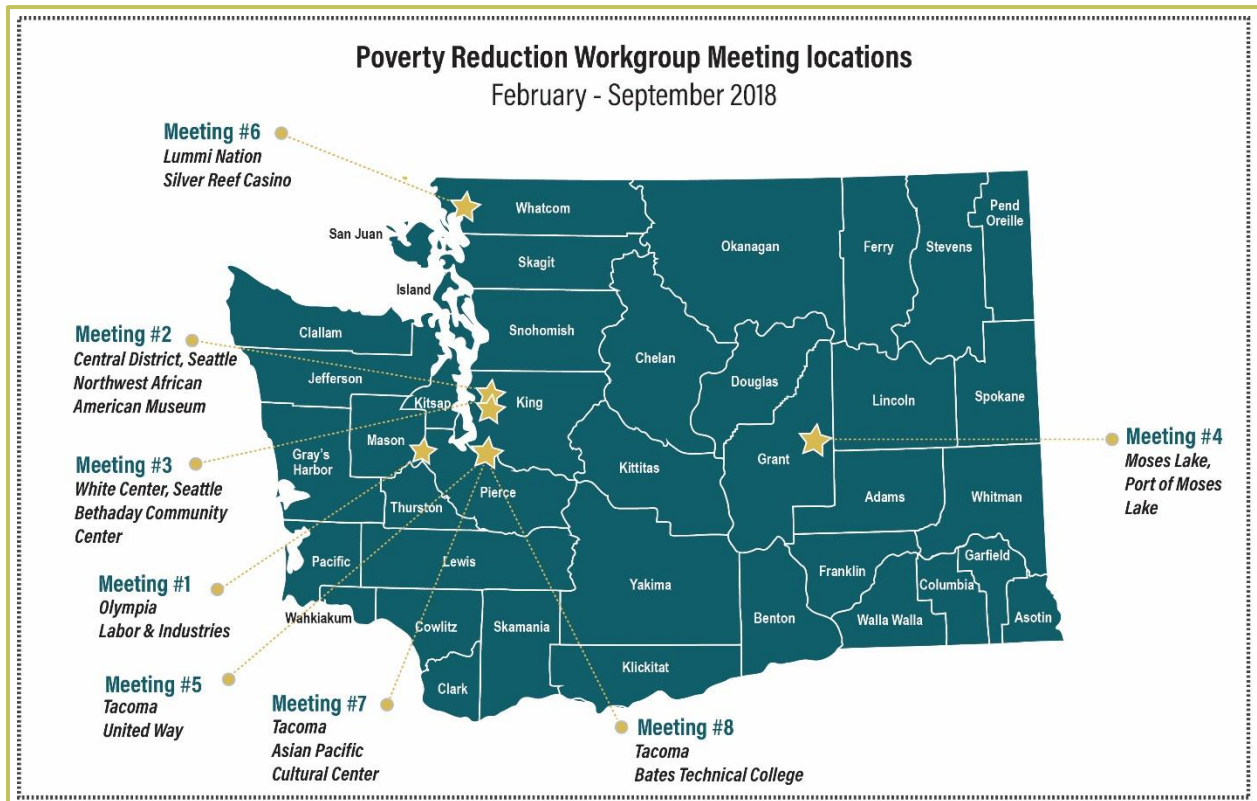 Poverty Reduction Workgroup Meeting locations
February - September 2018
Meeting #6
Lummi Nation
Silver Reef Casino
Meeting #2
Central District, Seattle
Northwest African
American Museum
Meeting #3
White Center, Seattle
Bethaday Community
Center
Meeting #1
Olympia
Labor & Industries
Meeting #5
Tacoma
United Way
Meeting #7
Tacoma
Asian Pacific
Cultural Center
Meeting #8
Tacoma
Bates Technical College
Meeting #4
Moses Lake,
Port of Moses
Lake
Whatcom
San Juan
Skagit
Island
Snohomish
Clallam
Jefferson
Kitsap
King
Mason
Gray's
Harbor
Thurston
Pierce
Pacific
Lewis
Wahkiakum
Cowlitz
Skamania
Clark
Okanagan
Ferry
Stevens
Pend
Oreille
Chelan
Douglas
Lincoln
Spokane
Grant
Kittitas
Adams
Whitman
Yakima
Franklin
Garfield
Columbia
Benton
Walla Walla
Asotin
Klickitat